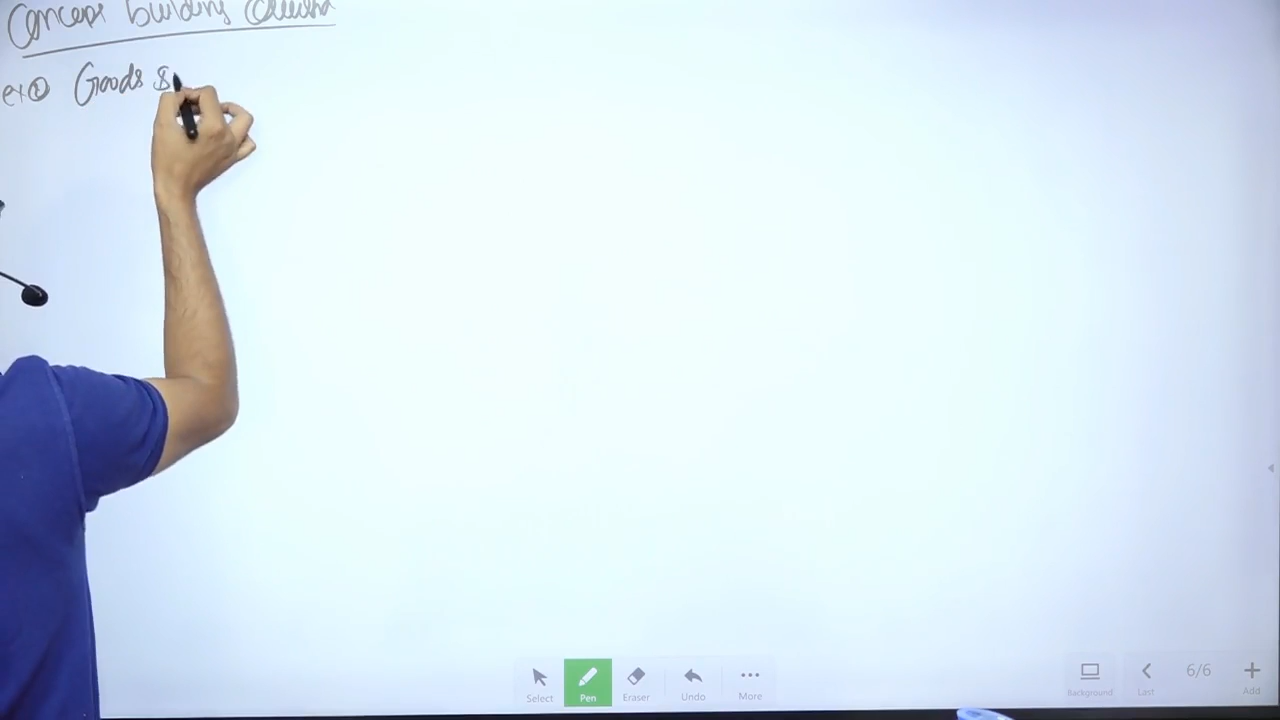 Concept building Question
ex① Goods S
Select
Pen
Eraser
Undo
More
Background
Last
6/6
Add